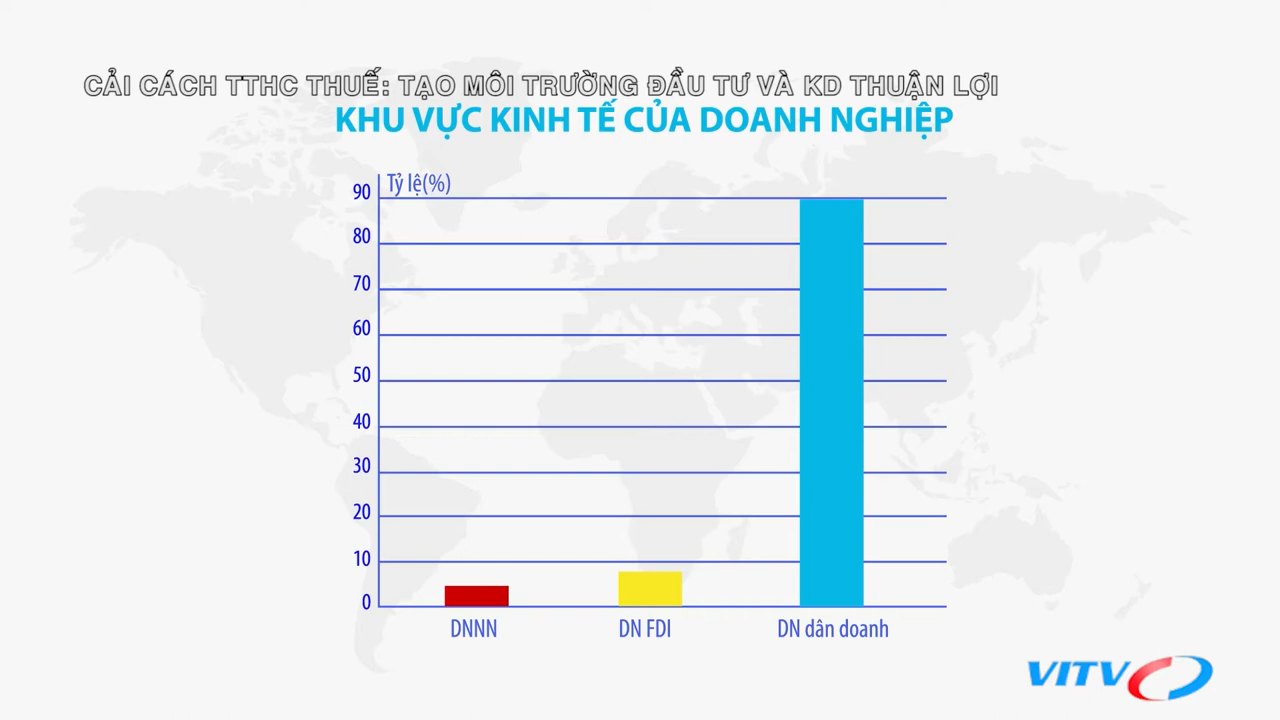 CẢI CÁCH TTHC THUẾ: TẠO MÔI TRƯỜNG ĐẦU TƯ VÀ KD THUẬN LỢI
KHU VỰC KINH TẾ CỦA DOANH NGHIỆP
Tỷ lệ(%)
90
80
70
60
50
40
30
20
10
0
DNNN
DN FDI
DN dân doanh
VITV